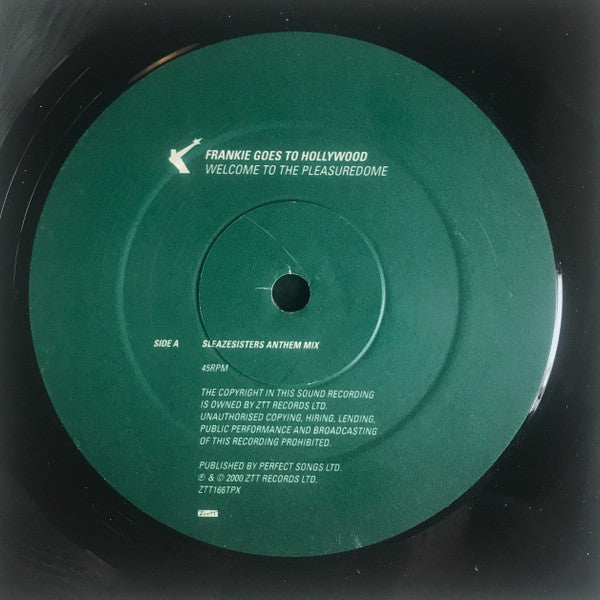 FRANKIE GOES TO HOLLYWOOD
WELCOME TO THE PLEASUREDOME
SIDE A SLEAZESISTERS ANTHEM MIX
45RPM
THE COPYRIGHT IN THIS SOUND RECORDING
IS OWNED BY ZTT RECORDS LTD.
UNAUTHORISED COPYING, HIRING, LENDING,
PUBLIC PERFORMANCE AND BROADCASTING
OF THIS RECORDING PROHIBITED.
PUBLISHED BY PERFECT SONGS LTD.
℗ & © 2000 ZTT RECORDS LTD.
ZTT166TPX